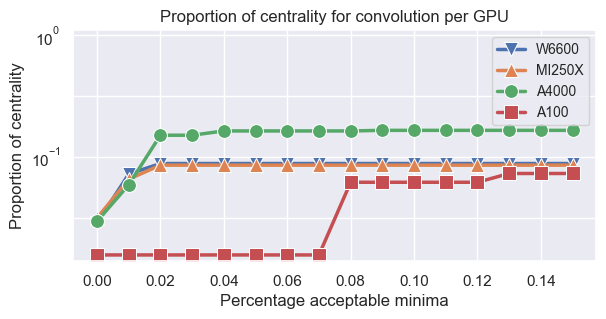 Proportion of centrality for convolution per GPU
Proportion of centrality
10⁰
10⁻¹
W6600
MI250X
A4000
A100
0.00 0.02 0.04 0.06 0.08 0.10 0.12 0.14
Percentage acceptable minima